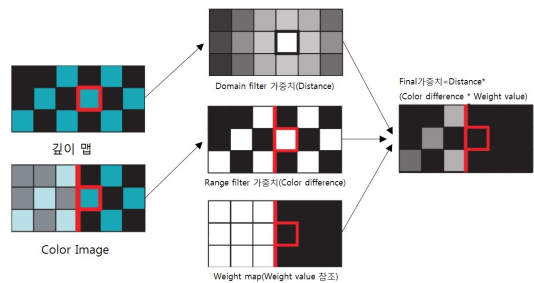 Domain filter 가중치(Distance)
깊이 맵
Range filter 가중치(Color difference)
Color Image
Weight map(Weight value 참조)
Final가중치=Distance*
(Color difference * Weight value)